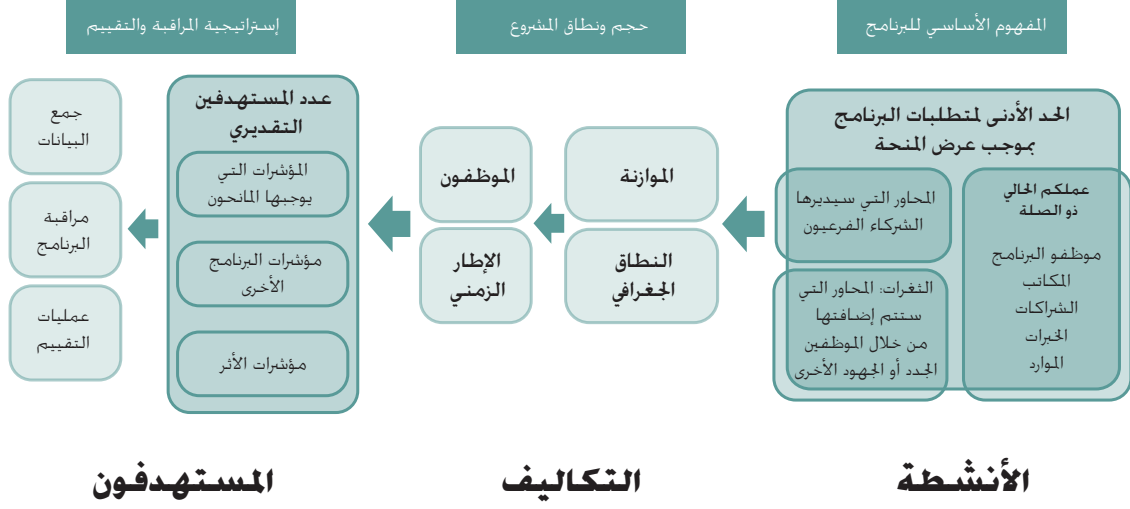 المفهوم الأساسي للبرنامج
حجم ونطاق المشروع
إستراتيجية المراقبة والتقييم
الحد الأدنى لمتطلبات البرنامج
بموجب عرض المنحة
عملكم الحالي
ذو الصلة
موظفو البرنامج
المكاتب
الشراكات
الخبرات
الموارد
المحاور التي سيديرها
الشركاء الفرعيون
الثغرات: المحاور التي
ستتم إضافتها
من خلال الموظفين
الجدد أو الجهود الأخرى
الموازنة
النطاق
الجغرافي
الموظفون
الإطار
الزمني
عدد المستهدفين
التقديري
المؤشرات التي
يوجبها المانحون
مؤشرات البرنامج
الأخرى
مؤشرات الأثر
جمع
البيانات
مراقبة
البرنامج
عمليات
التقييم
الأنشطة
التكاليف
المستهدفون